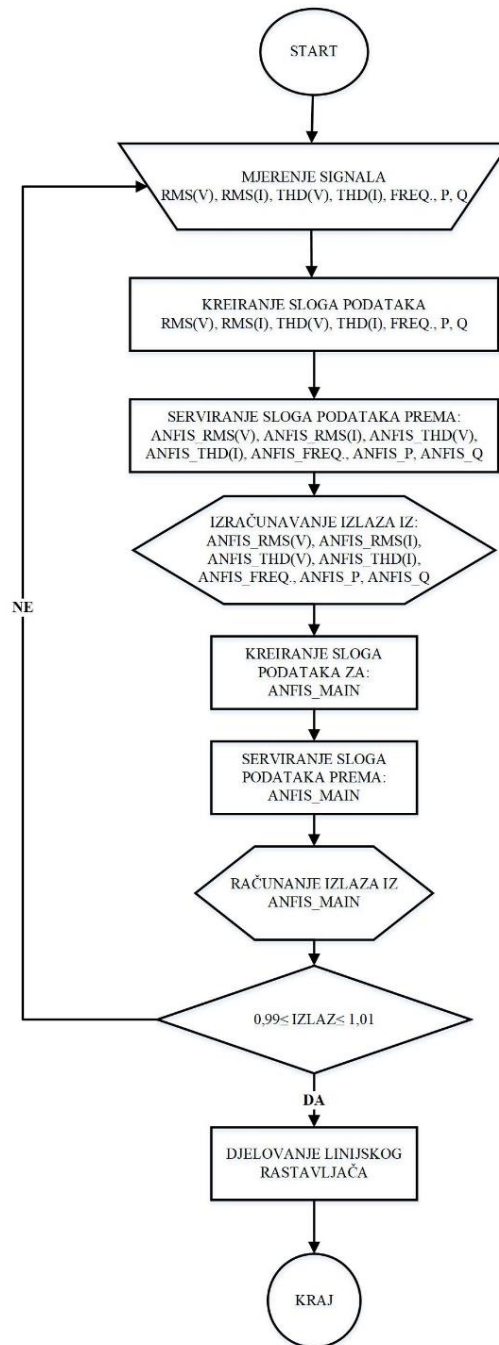 START
MJERENJE SIGNALA
RMS(V), RMS(I), THD(V), THD(I), FREQ., P, Q
KREIRANJE SLOGA PODATAKA
RMS(V), RMS(I), THD(V), THD(I), FREQ., P, Q
SERVIRANJE SLOGA PODATAKA PREMA:
ANFIS_RMS(V), ANFIS_RMS(I), ANFIS_THD(V),
ANFIS_THD(I), ANFIS_FREQ., ANFIS_P, ANFIS_Q
IZRAČUNAVANJE IZLAZA IZ:
ANFIS_RMS(V), ANFIS_RMS(I),
ANFIS_THD(V), ANFIS_THD(I),
ANFIS_FREQ., ANFIS_P, ANFIS_Q
NE
KREIRANJE SLOGA
PODATAKA ZA:
ANFIS_MAIN
SERVIRANJE SLOGA
PODATAKA PREMA:
ANFIS_MAIN
RAČUNANJE IZLAZA IZ
ANFIS_MAIN
0,99≤ IZLAZ≤ 1,01
DA
DJELOVANJE LINIJSKOG
RASTAVLJAČA
KRAJ